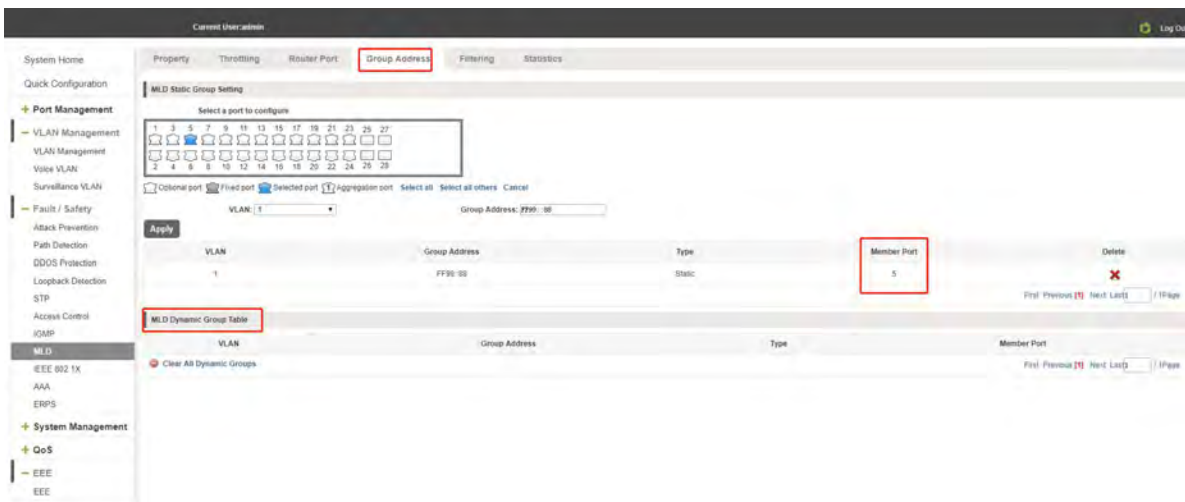 Current User:admin
Log Ou
System Home
Quick Configuration
Port Management
VLAN Management
VLAN Management
Voice VLAN
Surveillance VLAN
Fault / Safety
Attack Prevention
Path Detection
DDOS Protection
Loopback Detection
STP
Access Control
IGMP
MLD
IEEE 802 1X
AAA
ERPS
System Management
QoS
EEE
EEE
Property Throttling Router Port Group Address Filtering Statistics
MLD Static Group Setting
Select a port to configure
1 3 5 7 9 11 13 15 17 19 21 23 25 27
2 4 6 8 10 12 14 16 18 20 22 24 26 28
Optional port Fixed port Selected port 1 Aggregation port Select all Select all others Cancel
VLAN: 1 Group Address:
Apply
VLAN Group Address Type Member Port Delete
1 Static 5
First Previous [1] Next Last / 1Page
MLD Dynamic Group Table
VLAN Group Address Type Member Port
Clear All Dynamic Groups
First Previous [1] Next Last / 1Page